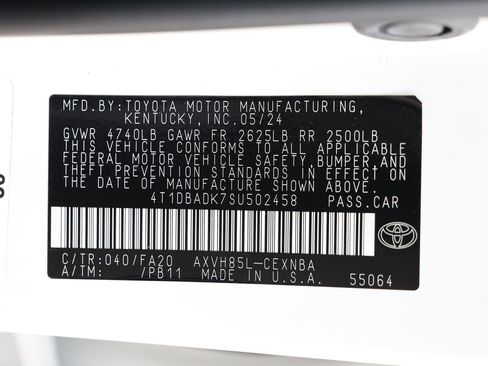 MFD. BY: TOYOTA MOTOR MANUFACTURING,
KENTUCKY, INC. 05/24
GVWR 4740LB GAWR FR 2625LB RR 2500LB
THIS VEHICLE CONFORMS TO ALL APPLICABLE
FEDERAL MOTOR VEHICLE SAFETY, BUMPER, AND
THEFT PREVENTION STANDARDS IN EFFECT ON
THE DATE OF MANUFACTURE SHOWN ABOVE.
4T1DBADK7SU502458 PASS.CAR
C/TR:040/FA20 AXVH85L-CEXNBA
A/TM: /PB11 MADE IN U.S.A. 55064